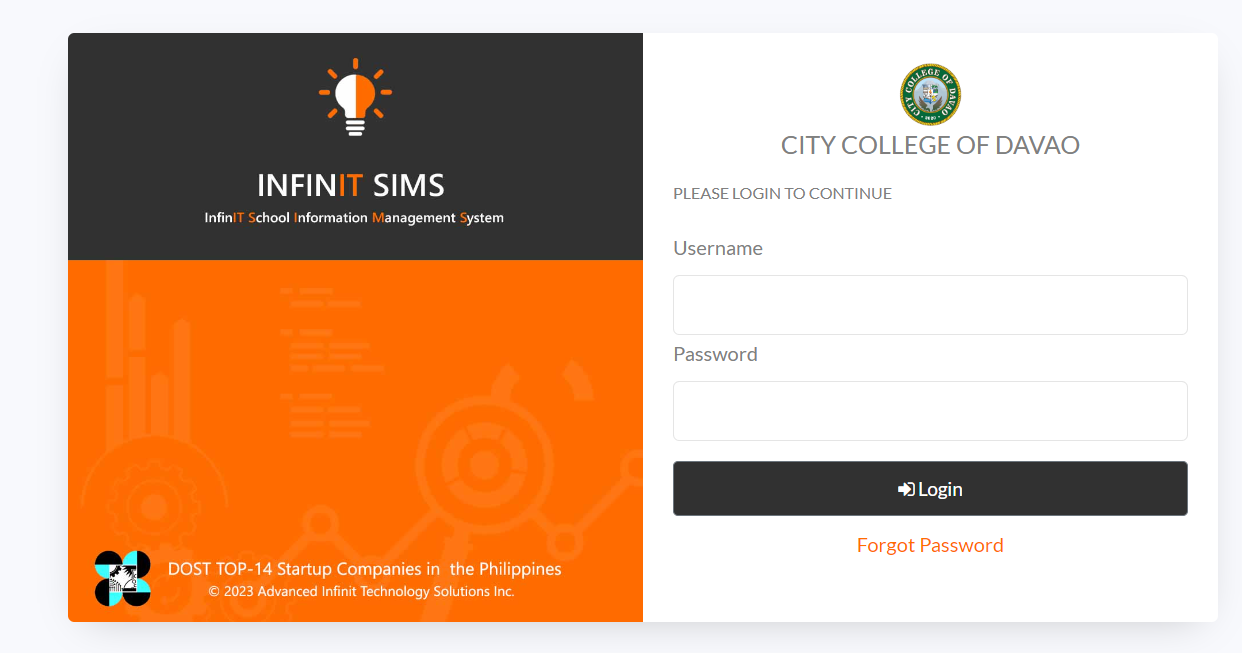 INFINIT SIMS
InfinIT School Information Management System
DOST TOP-14 Startup Companies in the Philippines
© 2023 Advanced Infinit Technology Solutions Inc.
CITY COLLEGE OF DAVAO
CITY COLLEGE OF DAVAO
PLEASE LOGIN TO CONTINUE
Username
Password
Login
Forgot Password